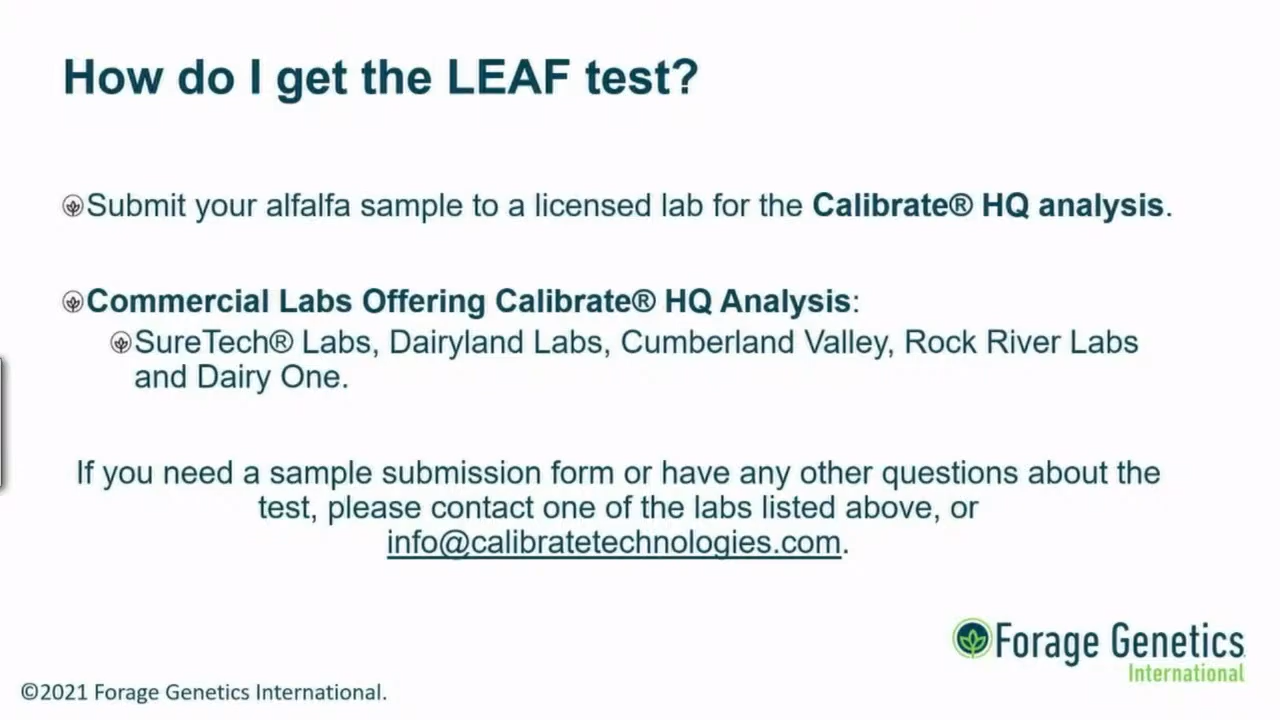 How do I get the LEAF test?
Submit your alfalfa sample to a licensed lab for the Calibrate® HQ analysis.
Commercial Labs Offering Calibrate® HQ Analysis:
SureTech® Labs, Dairyland Labs, Cumberland Valley, Rock River Labs
and Dairy One.
If you need a sample submission form or have any other questions about the
test, please contact one of the labs listed above, or
info@calibratetechnologies.com.
Forage Genetics
International
©2021 Forage Genetics International.